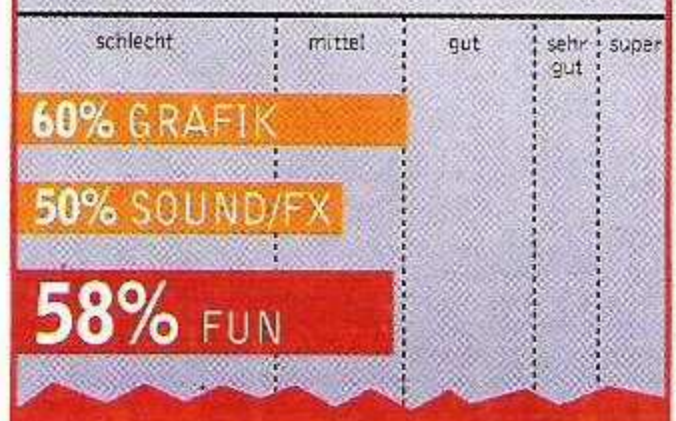 schlecht mittel gut sehr gut super
60% GRAFIK
50% SOUND/FX
58% FUN